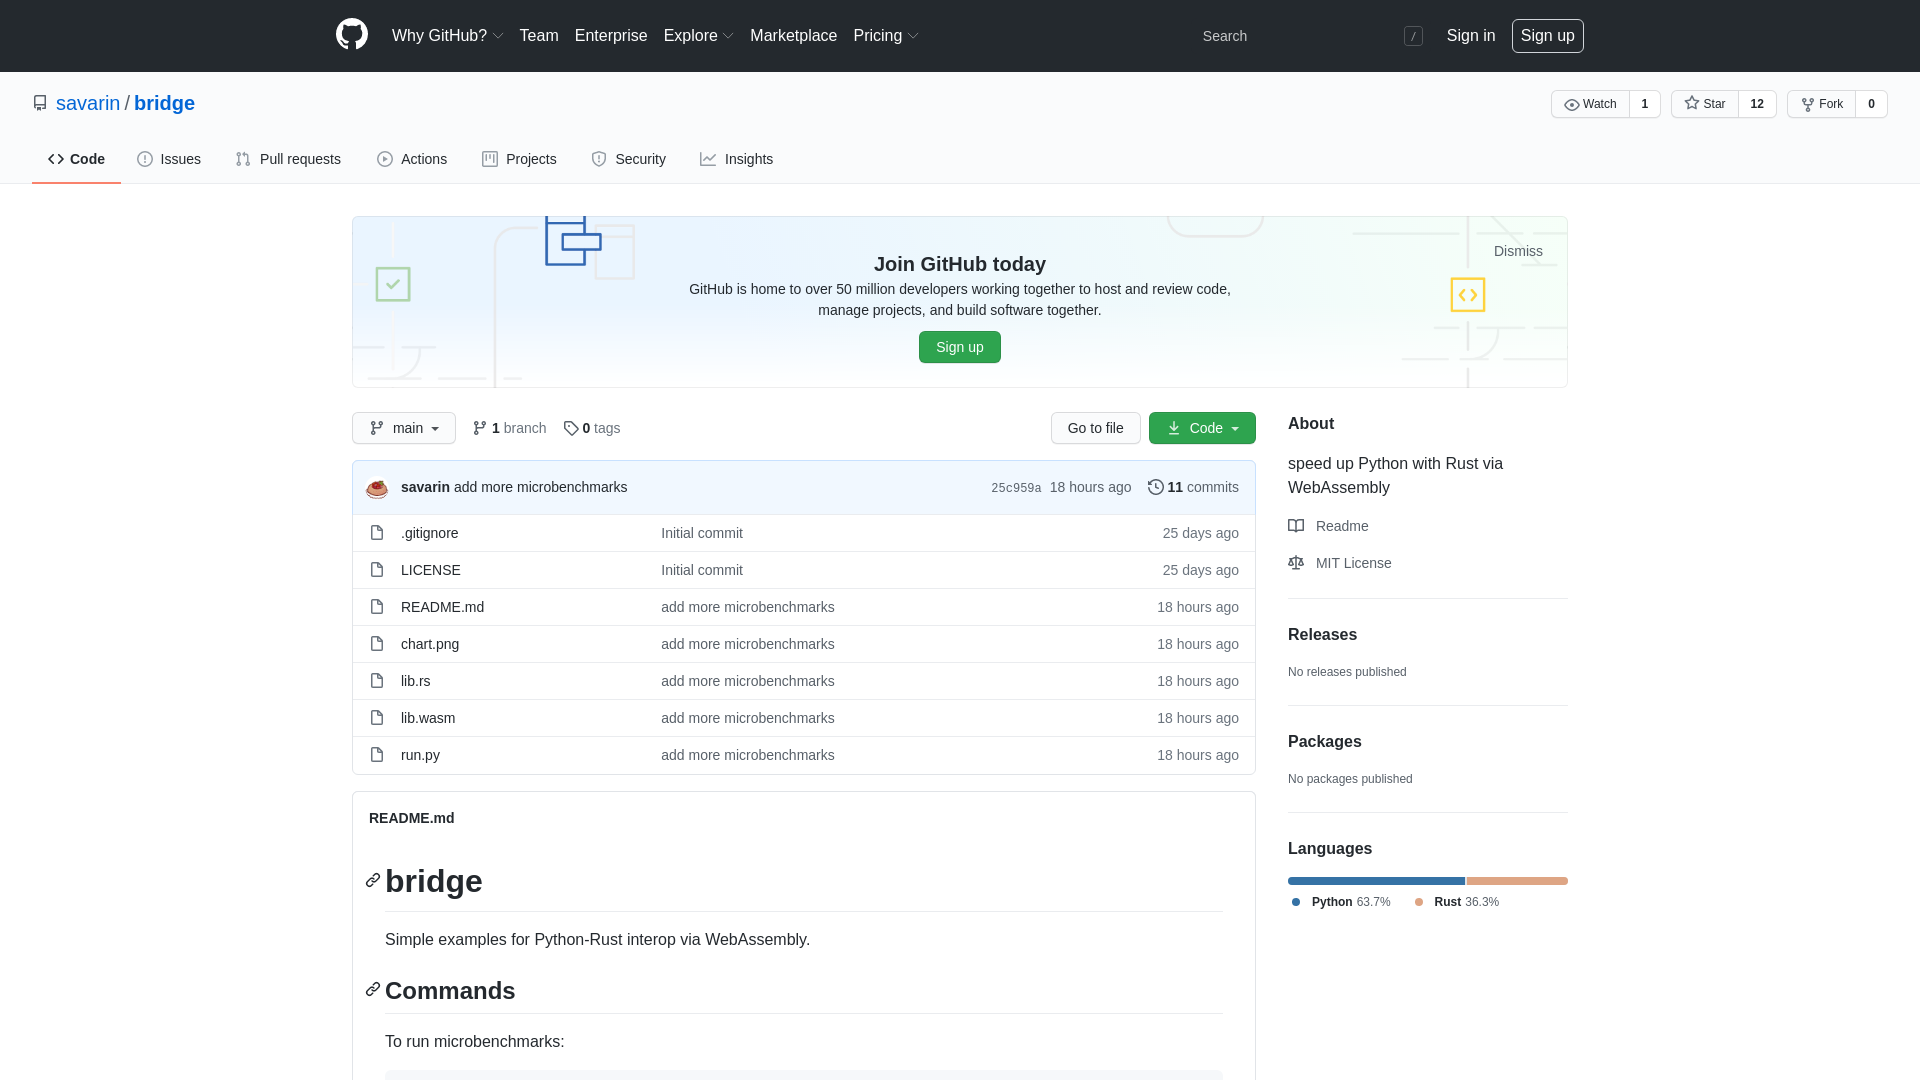 Why GitHub? Team Enterprise Explore Marketplace Pricing Search / Sign in Sign up
savarin / bridge Watch 1 Star 12 Fork 0
Code Issues Pull requests Actions Projects Security Insights
Dismiss
Join GitHub today
GitHub is home to over 50 million developers working together to host and review code,
manage projects, and build software together.
Sign up
main 1 branch 0 tags Go to file Code
savarin add more microbenchmarks 25c959a 18 hours ago 11 commits
.gitignore Initial commit 25 days ago
LICENSE Initial commit 25 days ago
README.md add more microbenchmarks 18 hours ago
chart.png add more microbenchmarks 18 hours ago
lib.rs add more microbenchmarks 18 hours ago
lib.wasm add more microbenchmarks 18 hours ago
run.py add more microbenchmarks 18 hours ago
README.md
bridge
Simple examples for Python-Rust interop via WebAssembly.
Commands
To run microbenchmarks:
About
speed up Python with Rust via
WebAssembly
Readme
MIT License
Releases
No releases published
Packages
No packages published
Languages
Python 63.7% Rust 36.3%